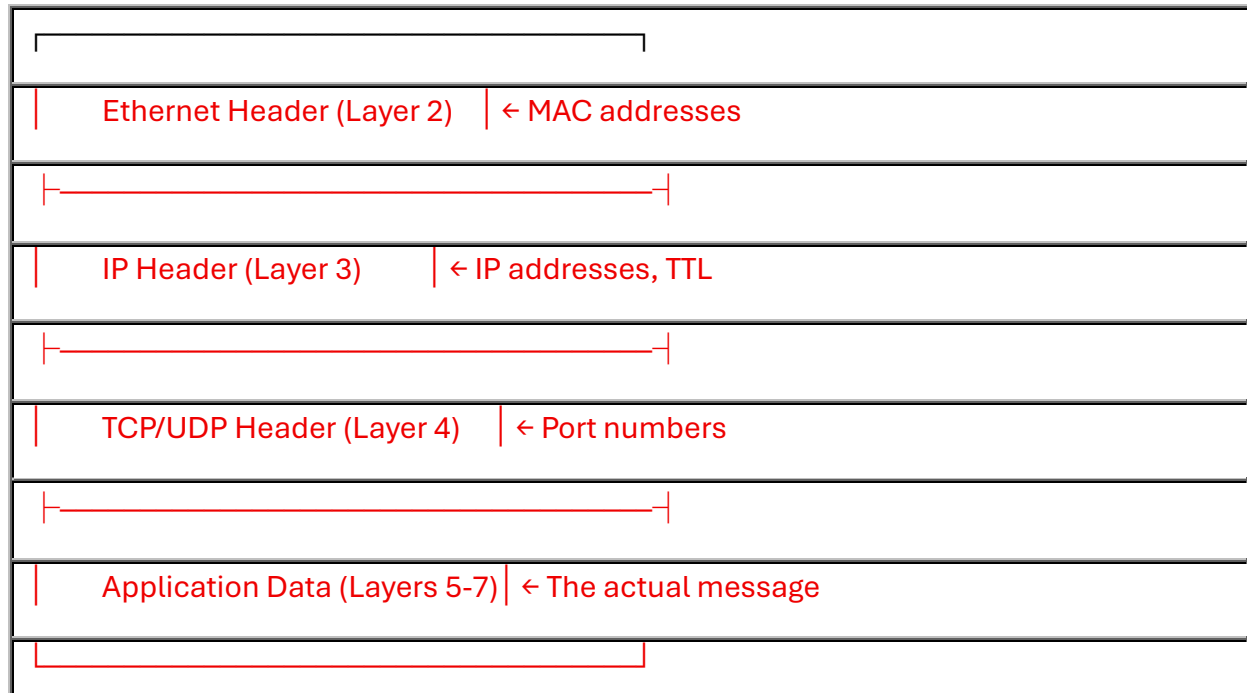 ┌──────────────────────┐
│ Ethernet Header (Layer 2) │ ← MAC addresses
├──────────────────────┤
│ IP Header (Layer 3) │ ← IP addresses, TTL
├──────────────────────┤
│ TCP/UDP Header (Layer 4) │ ← Port numbers
├──────────────────────┤
│ Application Data (Layers 5-7)│ ← The actual message
└──────────────────────┘